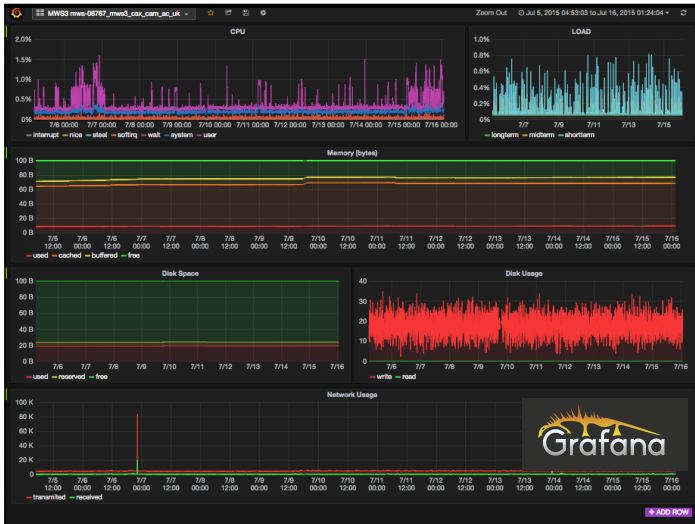 MWS3 mws-06767_mws3_csx_cam_ac_uk
Zoom Out
Jul 5, 2015 04:53:03 to Jul 16, 2015 01:24:04
CPU
2.0%
1.5%
1.0%
0.5%
0%
7/6 00:00 7/7 00:00 7/8 00:00 7/9 00:00 7/10 00:00 7/11 00:00 7/12 00:00 7/13 00:00 7/14 00:00 7/15 00:00 7/16 00:00
interrupt nice steal softirq wait system user
LOAD
1.0%
0.8%
0.6%
0.4%
0.2%
0%
7/7 7/9 7/11 7/13 7/15
longterm midterm shortterm
Memory (bytes)
100 B
80 B
60 B
40 B
20 B
0 B
7/5 7/6 7/6 7/7 7/7 7/8 7/8 7/9 7/9 7/10 7/10 7/11 7/11 7/12 7/12 7/13 7/13 7/14 7/14 7/15 7/15 7/16
12:00 00:00 12:00 00:00 12:00 00:00 12:00 00:00 12:00 00:00 12:00 00:00 12:00 00:00 12:00 00:00 12:00 00:00 12:00 00:00 12:00 00:00
used cached buffered free
Disk Space
100 B
80 B
60 B
40 B
20 B
0 B
7/6 7/7 7/8 7/9 7/10 7/11 7/12 7/13 7/14 7/15 7/16
used reserved free
Disk Usage
40
30
20
10
0
7/6 7/7 7/8 7/9 7/10 7/11 7/12 7/13 7/14 7/15 7/16
write read
Network Usage
100 K
80 K
60 K
40 K
20 K
0
7/5 7/6 7/6 7/7 7/7 7/8 7/8 7/9 7/9 7/10 7/10 7/11 7/11 7/12 7/12 7/13 7/13 7/14 7/14 7/15 7/15 7/16
12:00 00:00 12:00 00:00 12:00 00:00 12:00 00:00 12:00 00:00 12:00 00:00 12:00 00:00 12:00 00:00 12:00 00:00 12:00 00:00 12:00 00:00
transmited received
Grafana
+ ADD ROW